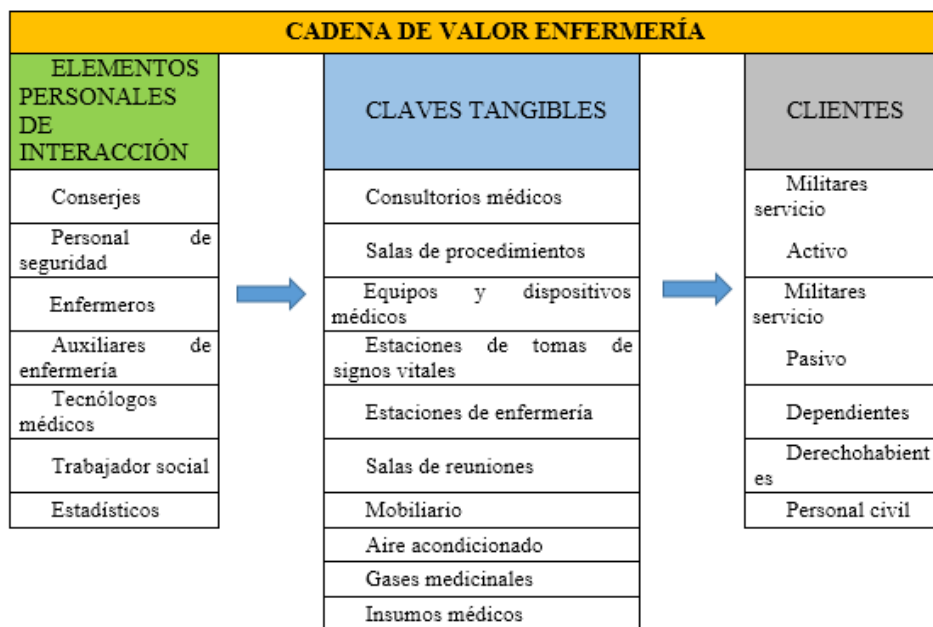 CADENA DE VALOR ENFERMERÍA
ELEMENTOS
PERSONALES
DE
INTERACCIÓN
Conserjes
Personal de
seguridad
Enfermeros
Auxiliares de
enfermería
Tecnólogos
médicos
Trabajador social
Estadísticos
CLAVES TANGIBLES
Consultorios médicos
Salas de procedimientos
Equipos y dispositivos
médicos
Estaciones de tomas de
signos vitales
Estaciones de enfermería
Salas de reuniones
Mobiliario
Aire acondicionado
Gases medicinales
Insumos médicos
CLIENTES
Militares
servicio
Activo
Militares
servicio
Pasivo
Dependientes
Derechohabient
es
Personal civil